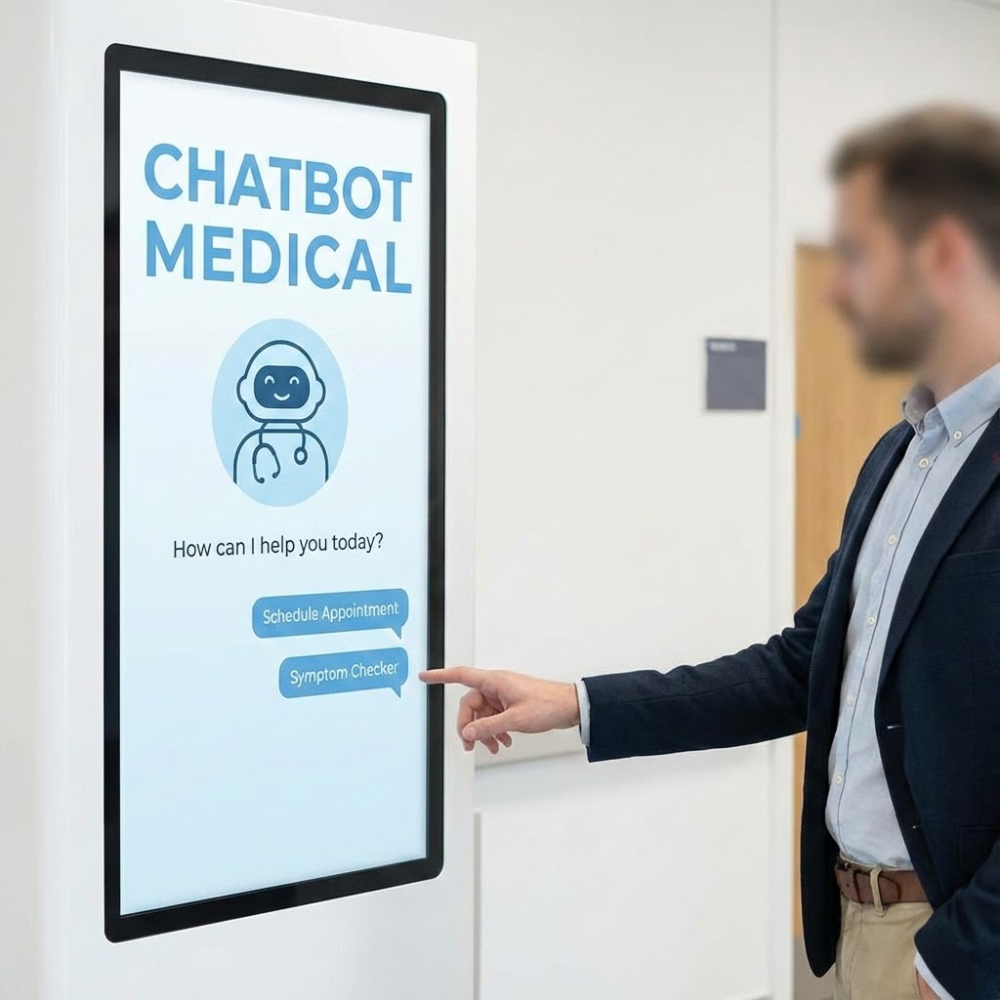 CHATBOT
MEDICAL
How can I help you today?
Schedule Appointment
Symptom Checker